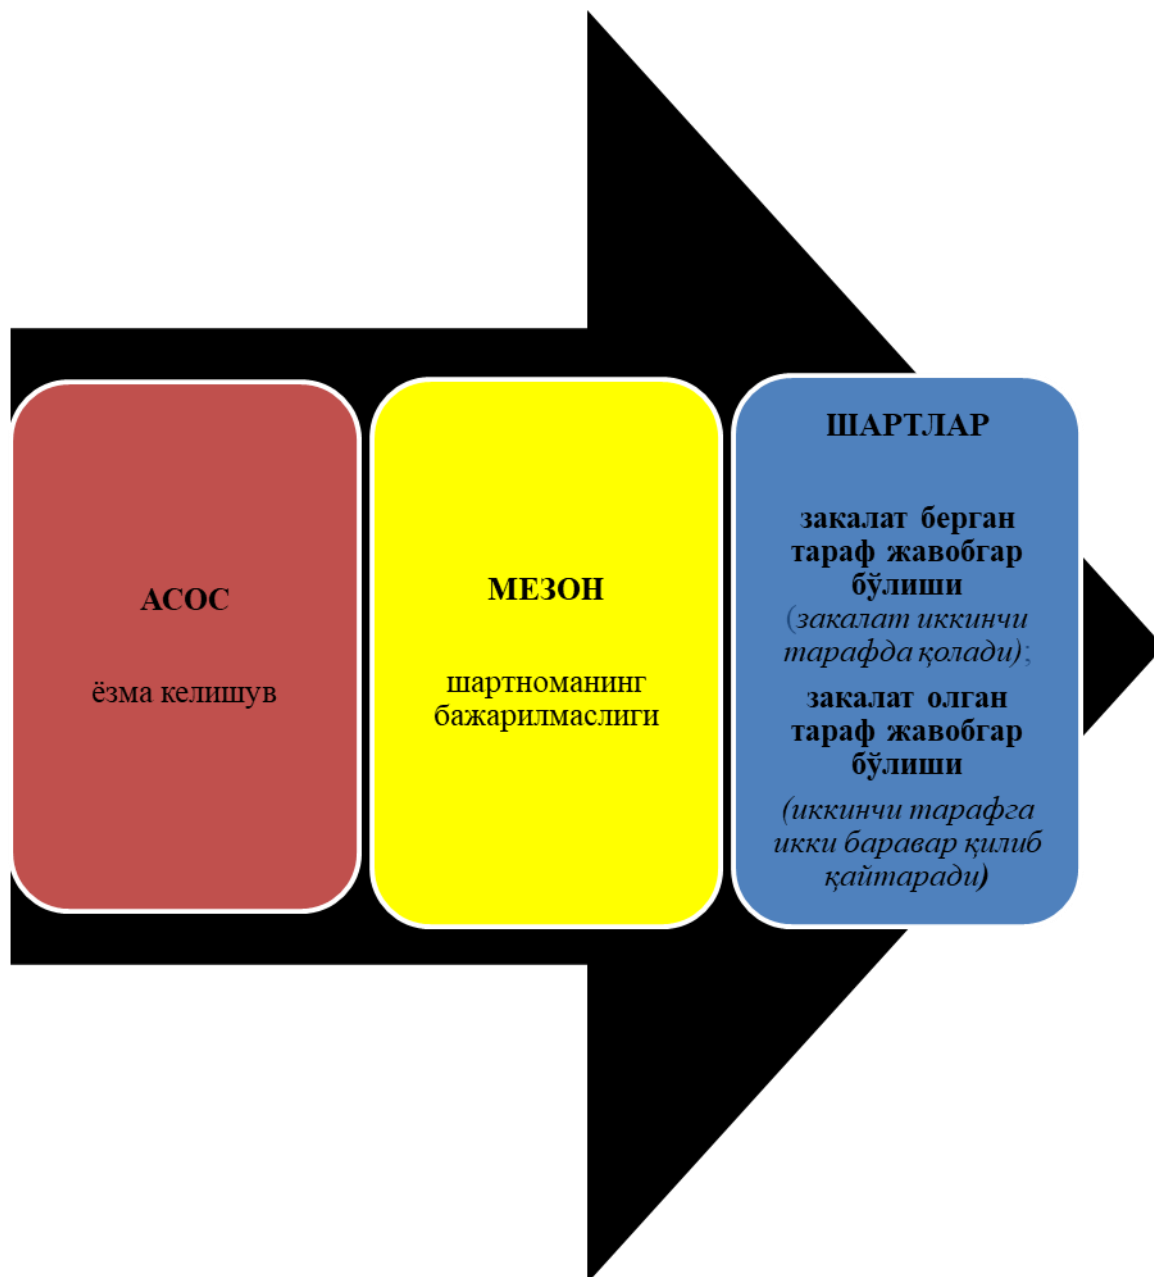 АСОС
ёзма келишув
МЕЗОН
шартноманинг
бажарилмаслиги
ШАРТЛАР
закалат берган
тараф жавобгар
бўлиши
(закалат иккинчи
тарафда қолади);
закалат олган
тараф жавобгар
бўлиши
(иккинчи тарафга
икки баравар қилиб
қайтаради)